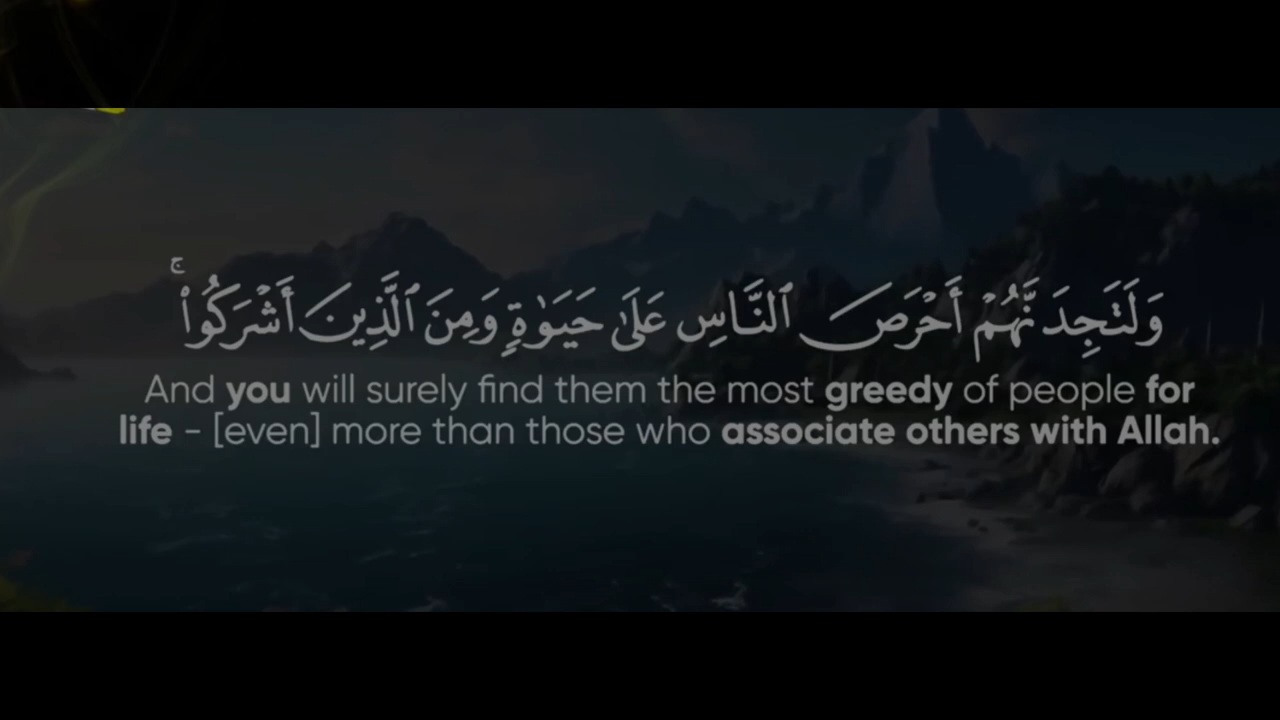 وَلَتَجِدَنَّهُمْ أَحْرَصَ ٱلنَّاسِ عَلَىٰ حَيَوٰةٍ وَمِنَ ٱلَّذِينَ أَشْرَكُوا۟ ۚ
And you will surely find them the most greedy of people for
life - [even] more than those who associate others with Allah.